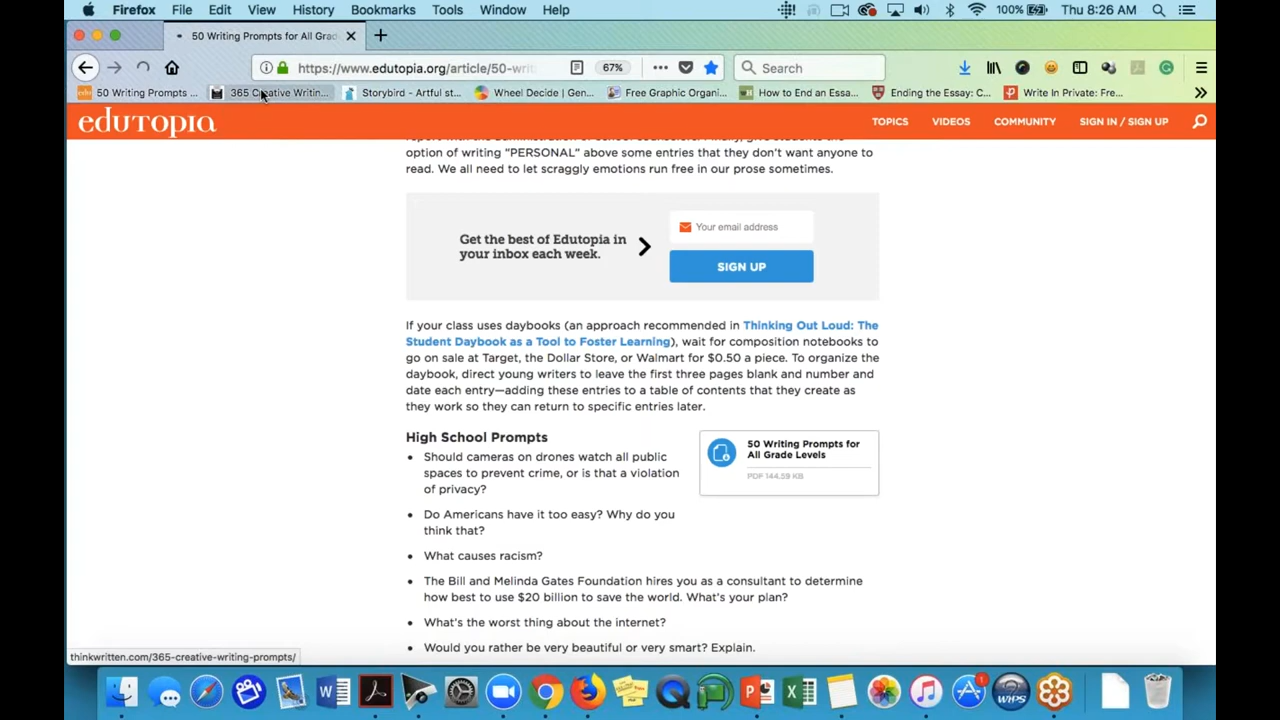 Firefox File Edit View History Bookmarks Tools Window Help 100% Thu 8:26 AM
50 Writing Prompts for All Grad
https://www.edutopia.org/article/50-writ 67% Search
50 Writing Prompts ... 365 Creative Writin... Storybird - Artful st... Wheel Decide | Gen... Free Graphic Organi... How to End an Essa... Ending the Essay: C... Write In Private: Fre...
edutopia TOPICS VIDEOS COMMUNITY SIGN IN / SIGN UP
option of writing “PERSONAL” above some entries that they don’t want anyone to
read. We all need to let scraggly emotions run free in our prose sometimes.
Get the best of Edutopia in
your inbox each week.
Your email address
SIGN UP
If your class uses daybooks (an approach recommended in Thinking Out Loud: The
Student Daybook as a Tool to Foster Learning), wait for composition notebooks to
go on sale at Target, the Dollar Store, or Walmart for $0.50 a piece. To organize the
daybook, direct young writers to leave the first three pages blank and number and
date each entry—adding these entries to a table of contents that they create as
they work so they can return to specific entries later.
High School Prompts
50 Writing Prompts for
All Grade Levels
PDF 144.59 KB
• Should cameras on drones watch all public
spaces to prevent crime, or is that a violation
of privacy?
• Do Americans have it too easy? Why do you
think that?
• What causes racism?
• The Bill and Melinda Gates Foundation hires you as a consultant to determine
how best to use $20 billion to save the world. What’s your plan?
• What’s the worst thing about the internet?
• Would you rather be very beautiful or very smart? Explain.
thinkwritten.com/365-creative-writing-prompts/
1
WIPS